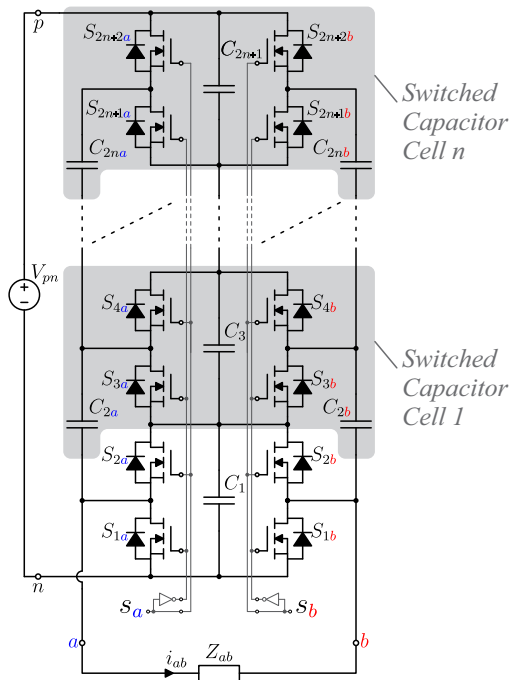 p
S2n+2a
C2n+1
S2n+2b
S2n+1a
S2n+1b
C2na
C2nb
Switched
Capacitor
Cell n
Vpn
S4a
S4b
C3
S3a
S3b
Switched
Capacitor
Cell 1
C2a
C2b
S2a
S2b
C1
S1a
S1b
n
sa
sb
a
b
iab
Zab